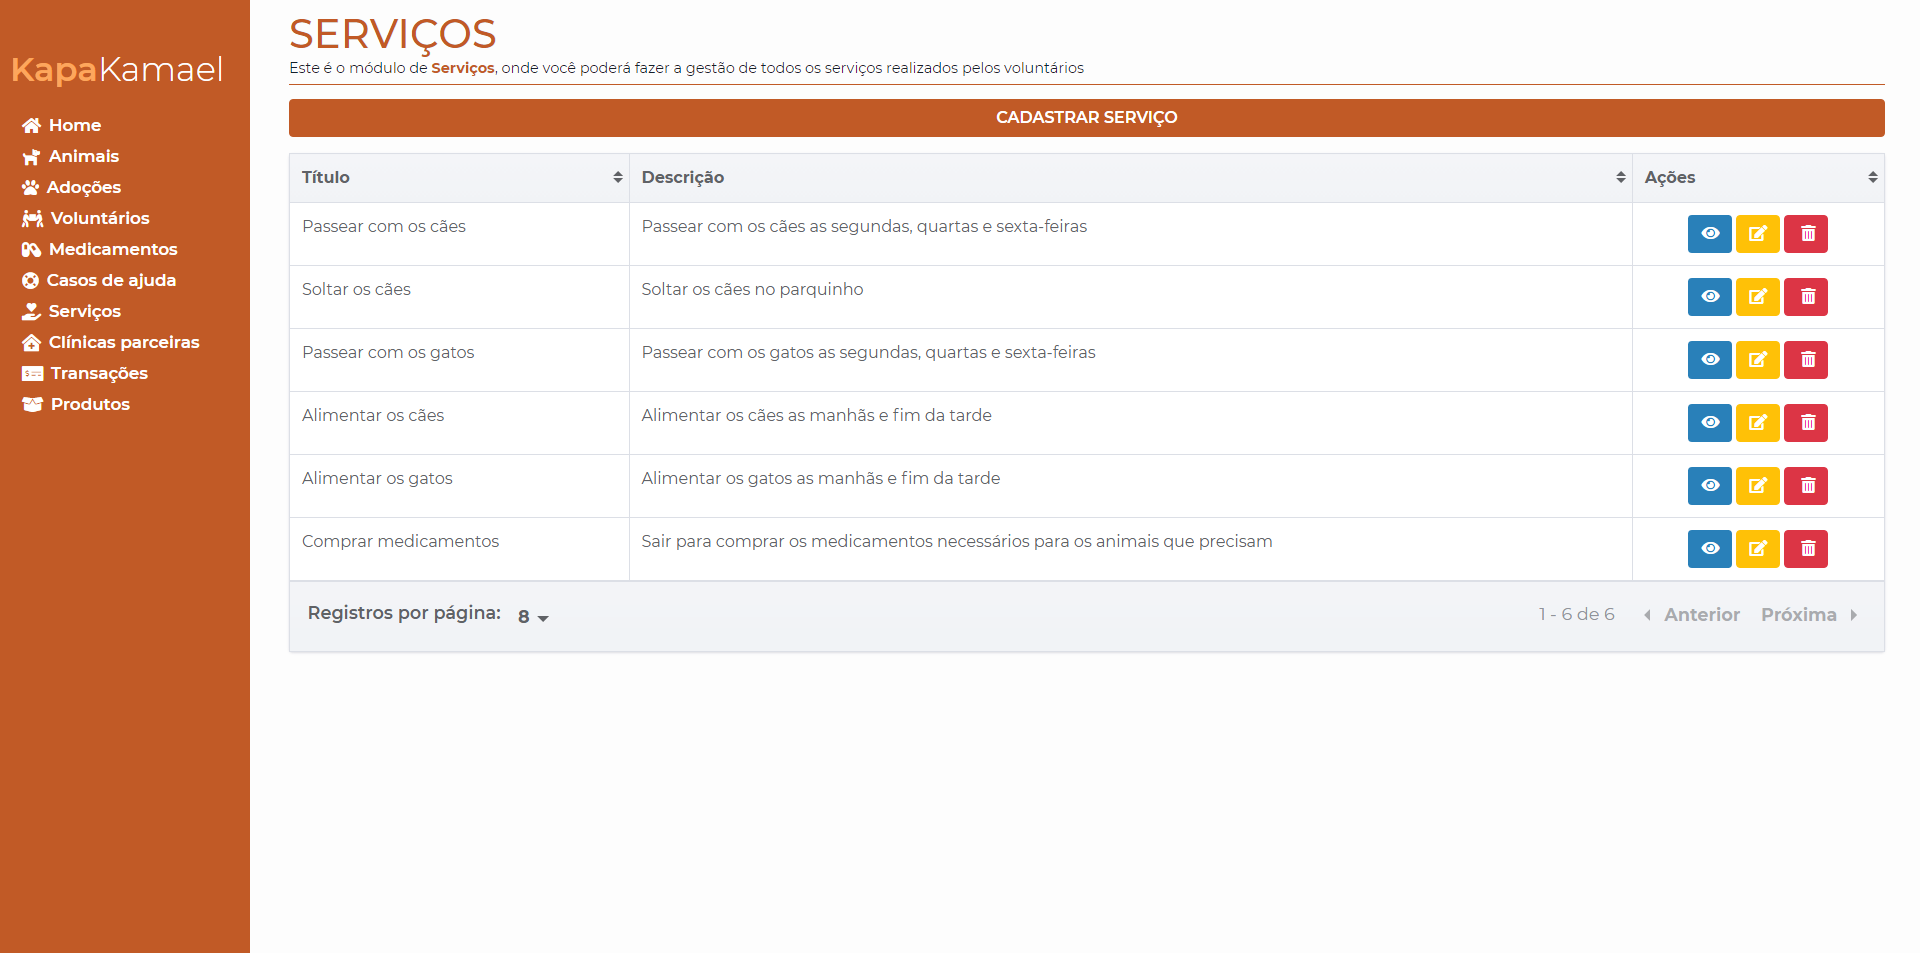 KapaKamael
Home
Animais
Adoções
Voluntários
Medicamentos
Casos de ajuda
Serviços
Clínicas parceiras
Transações
Produtos
SERVIÇOS
Este é o módulo de Serviços, onde você poderá fazer a gestão de todos os serviços realizados pelos voluntários
CADASTRAR SERVIÇO
Título Descrição Ações
Passear com os cães Passear com os cães as segundas, quartas e sexta-feiras
Soltar os cães Soltar os cães no parquinho
Passear com os gatos Passear com os gatos as segundas, quartas e sexta-feiras
Alimentar os cães Alimentar os cães as manhãs e fim da tarde
Alimentar os gatos Alimentar os gatos as manhãs e fim da tarde
Comprar medicamentos Sair para comprar os medicamentos necessários para os animais que precisam
Registros por página: 8 1 - 6 de 6 Anterior Próxima